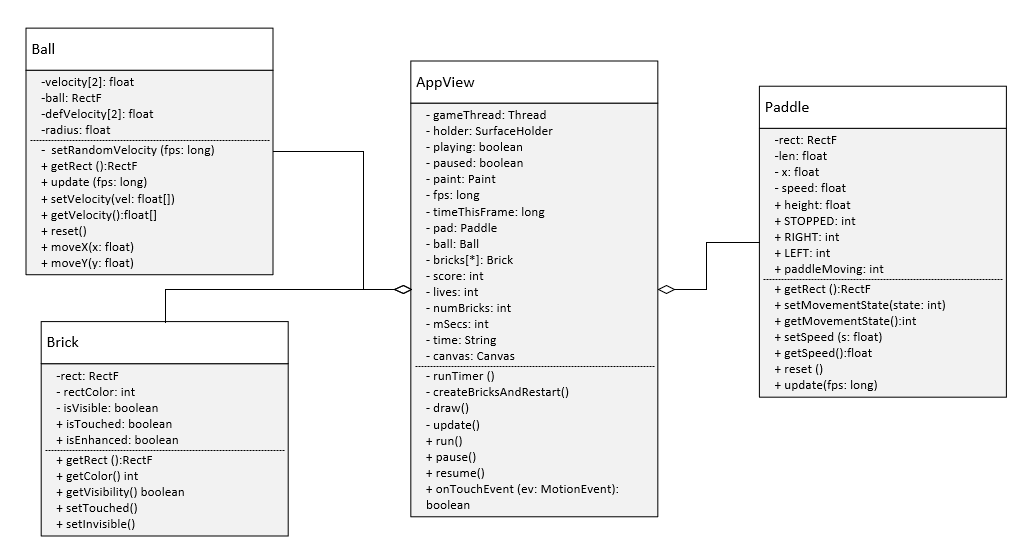 Ball
-velocity[2]: float
-ball: RectF
-defVelocity[2]: float
-radius: float
- setRandomVelocity (fps: long)
+ getRect ():RectF
+ update (fps: long)
+ setVelocity(vel: float[])
+ getVelocity():float[]
+ reset()
+ moveX(x: float)
+ moveY(y: float)
Brick
-rect: RectF
- rectColor: int
- isVisible: boolean
+ isTouched: boolean
+ isEnhanced: boolean
+ getRect ():RectF
+ getColor() int
+ getVisibility() boolean
+ setTouched()
+ setInvisible()
AppView
- gameThread: Thread
- holder: SurfaceHolder
- playing: boolean
- paused: boolean
- paint: Paint
- fps: long
- timeThisFrame: long
- pad: Paddle
- ball: Ball
- bricks[*]: Brick
- score: int
- lives: int
- numBricks: int
- mSecs: int
- time: String
- canvas: Canvas
- runTimer ()
- createBricksAndRestart()
- draw()
- update()
+ run()
+ pause()
+ resume()
+ onTouchEvent (ev: MotionEvent):
boolean
Paddle
-rect: RectF
-len: float
- x: float
- speed: float
+ height: float
+ STOPPED: int
+ RIGHT: int
+ LEFT: int
+ paddleMoving: int
+ getRect ():RectF
+ setMovementState(state: int)
+ getMovementState():int
+ setSpeed (s: float)
+ getSpeed():float
+ reset ()
+ update(fps: long)